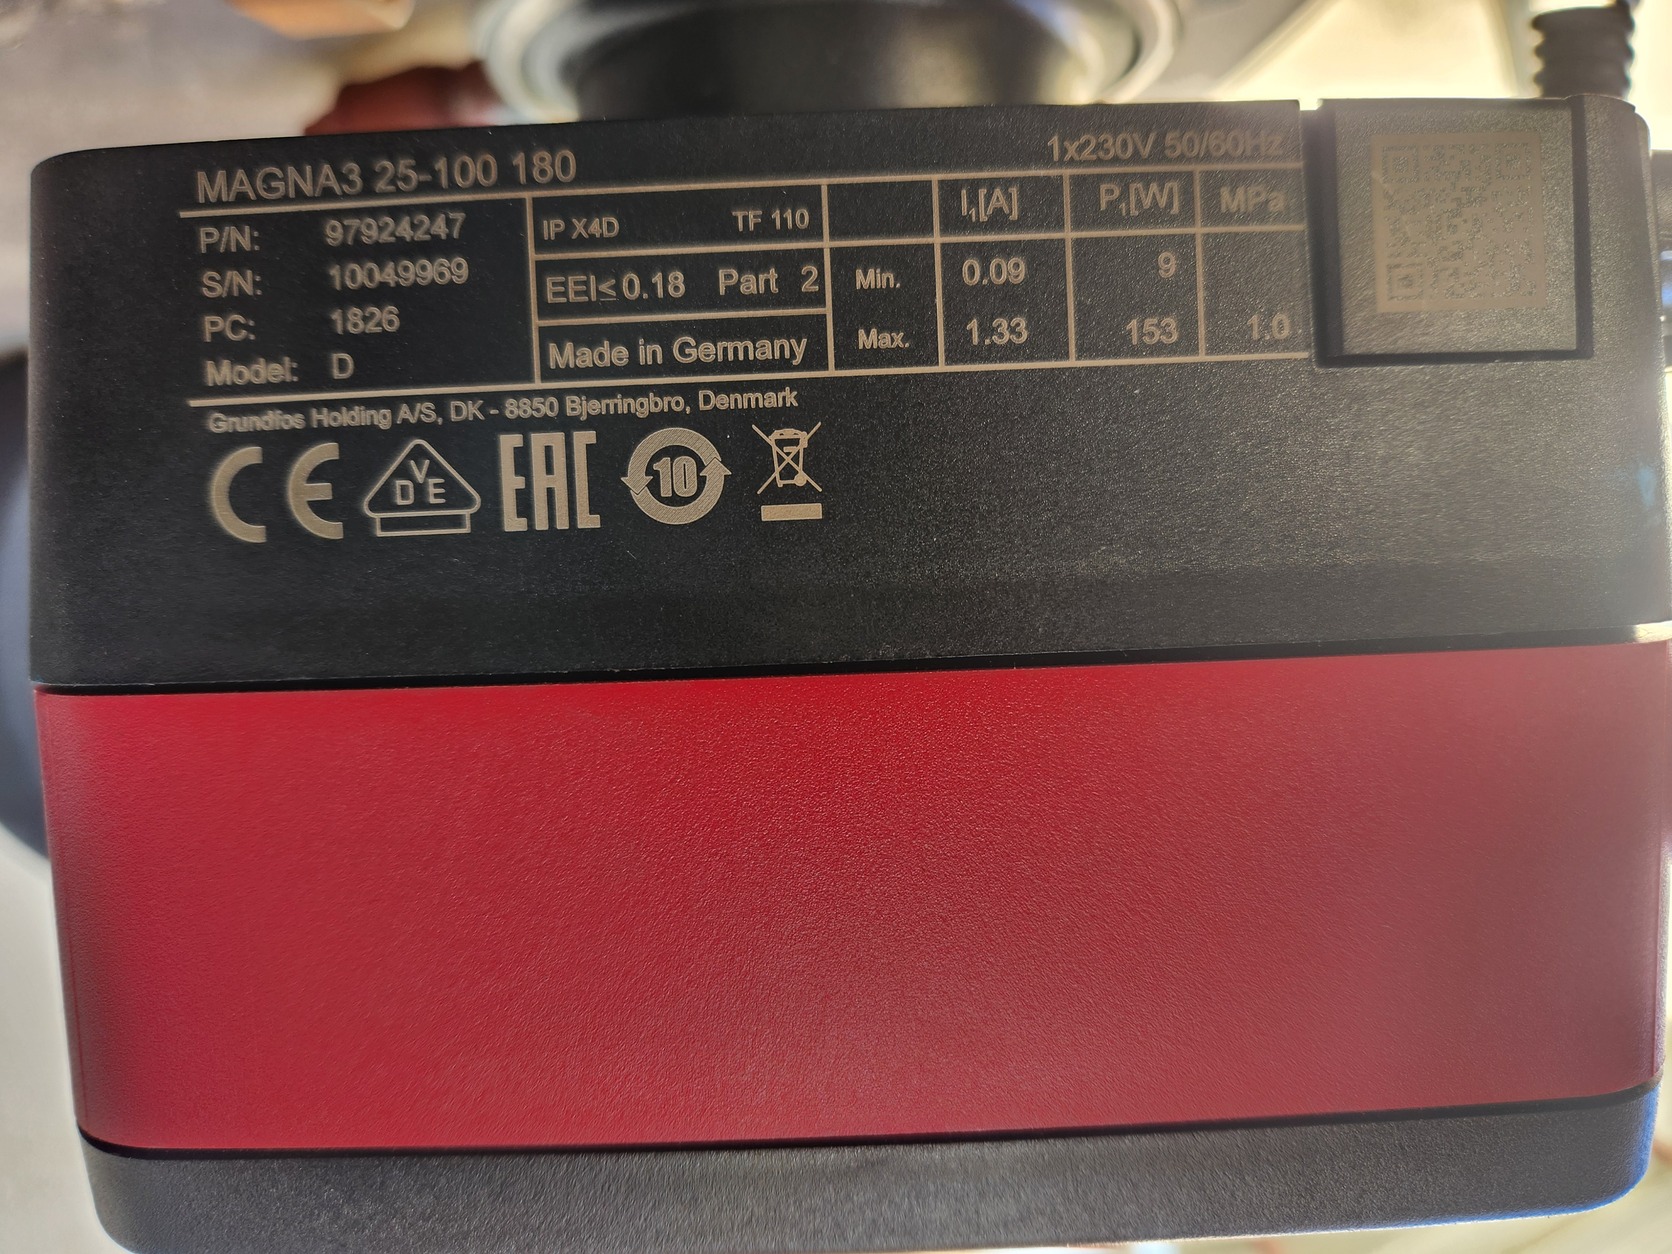 MAGNA3 25-100 180
1x230V 50/60Hz
P/N: 97924247
S/N: 10049969
PC: 1826
Model: D
IP X4D TF 110
EEI≤ 0.18 Part 2
Made in Germany
I₁[A] P₁[W] MPa
Min. 0.09 9
Max. 1.33 153 1.0
Grundfos Holding A/S, DK - 8850 Bjerringbro, Denmark
CE VDE EAC 10